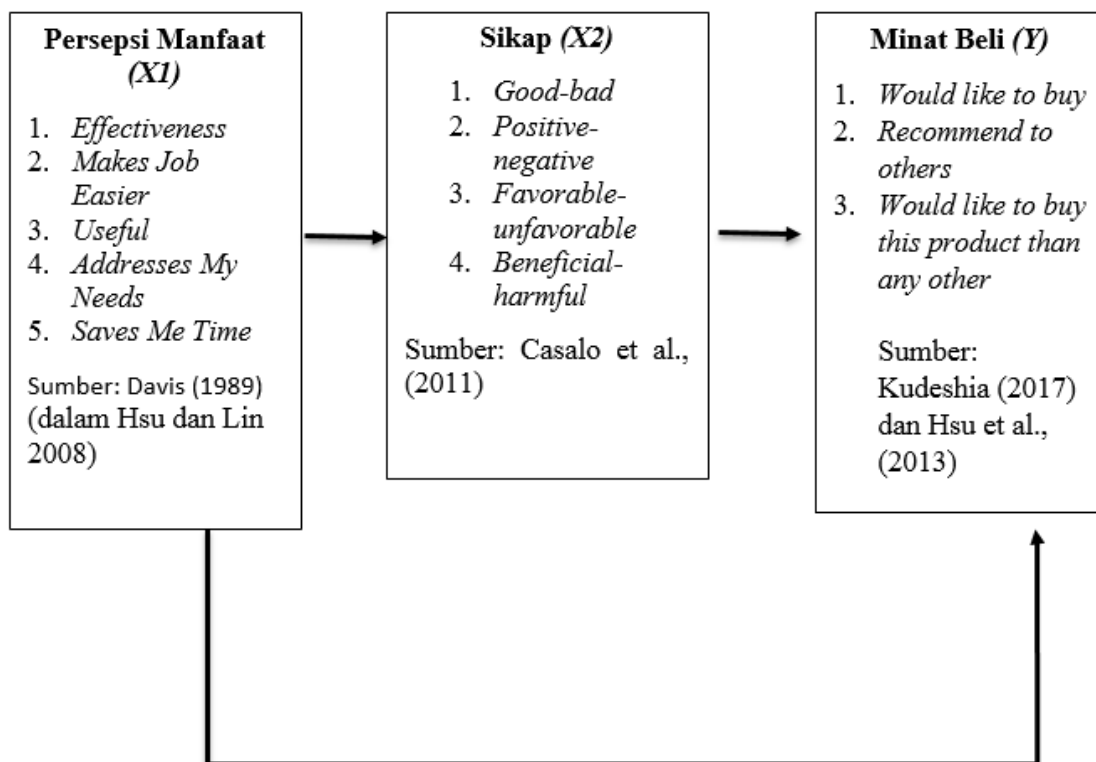 Persepsi Manfaat
(X1)
1. Effectiveness
2. Makes Job
Easier
3. Useful
4. Addresses My
Needs
5. Saves Me Time
Sumber: Davis (1989)
(dalam Hsu dan Lin
2008)
Sikap (X2)
1. Good-bad
2. Positive-
negative
3. Favorable-
unfavorable
4. Beneficial-
harmful
Sumber: Casalo et al.,
(2011)
Minat Beli (Y)
1. Would like to buy
2. Recommend to
others
3. Would like to buy
this product than
any other
Sumber:
Kudeshia (2017)
dan Hsu et al.,
(2013)